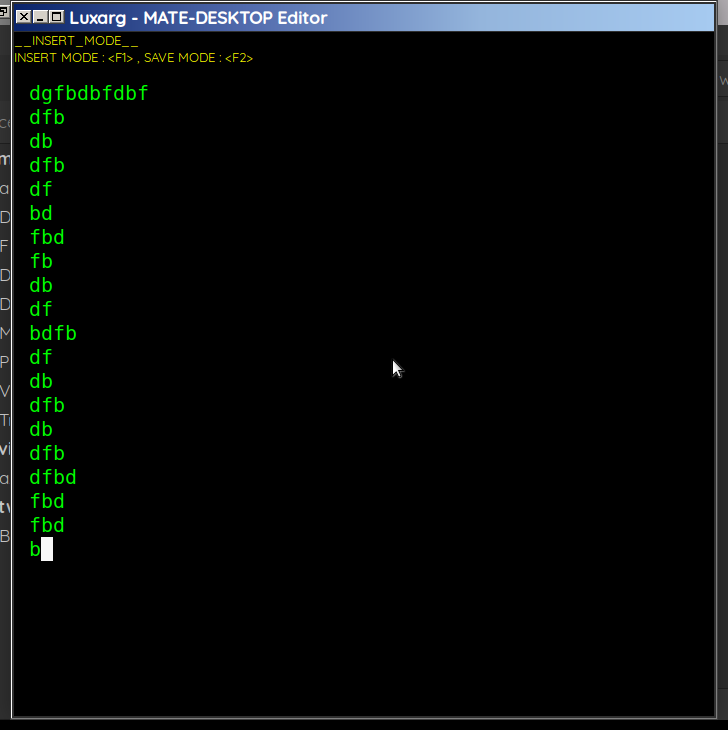 Luxarg - MATE-DESKTOP Editor
__INSERT_MODE__
INSERT MODE : <F1> , SAVE MODE : <F2>
dgfbdbfdbf
dfb
db
dfb
df
bd
fbd
fb
db
df
bdfb
df
db
dfb
db
dfb
dfbd
fbd
fbd
b